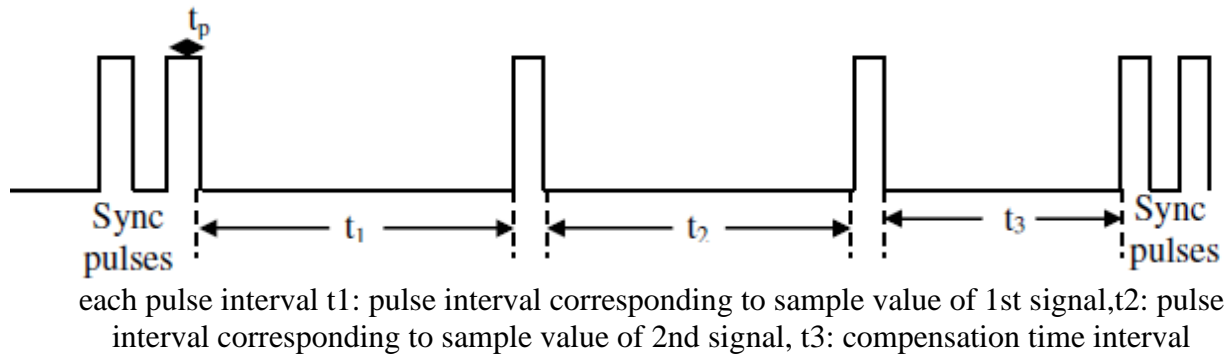 tp
Sync
pulses
t1
t2
t3
Sync
pulses
each pulse interval t1: pulse interval corresponding to sample value of 1st signal,t2: pulse
interval corresponding to sample value of 2nd signal, t3: compensation time interval